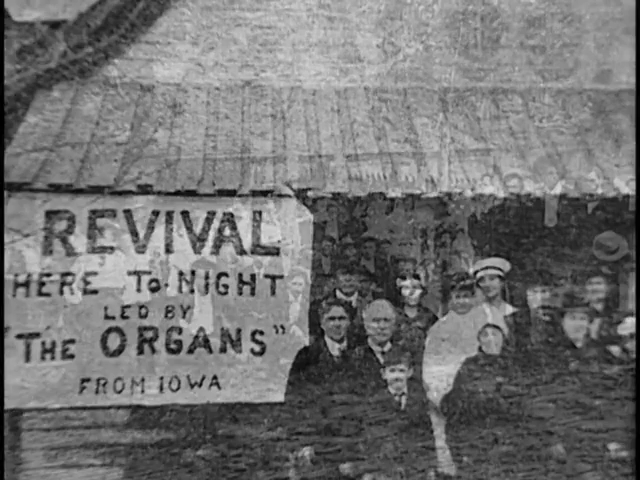 REVIVAL
HERE TO-NIGHT
LED BY
"THE ORGANS"
FROM IOWA